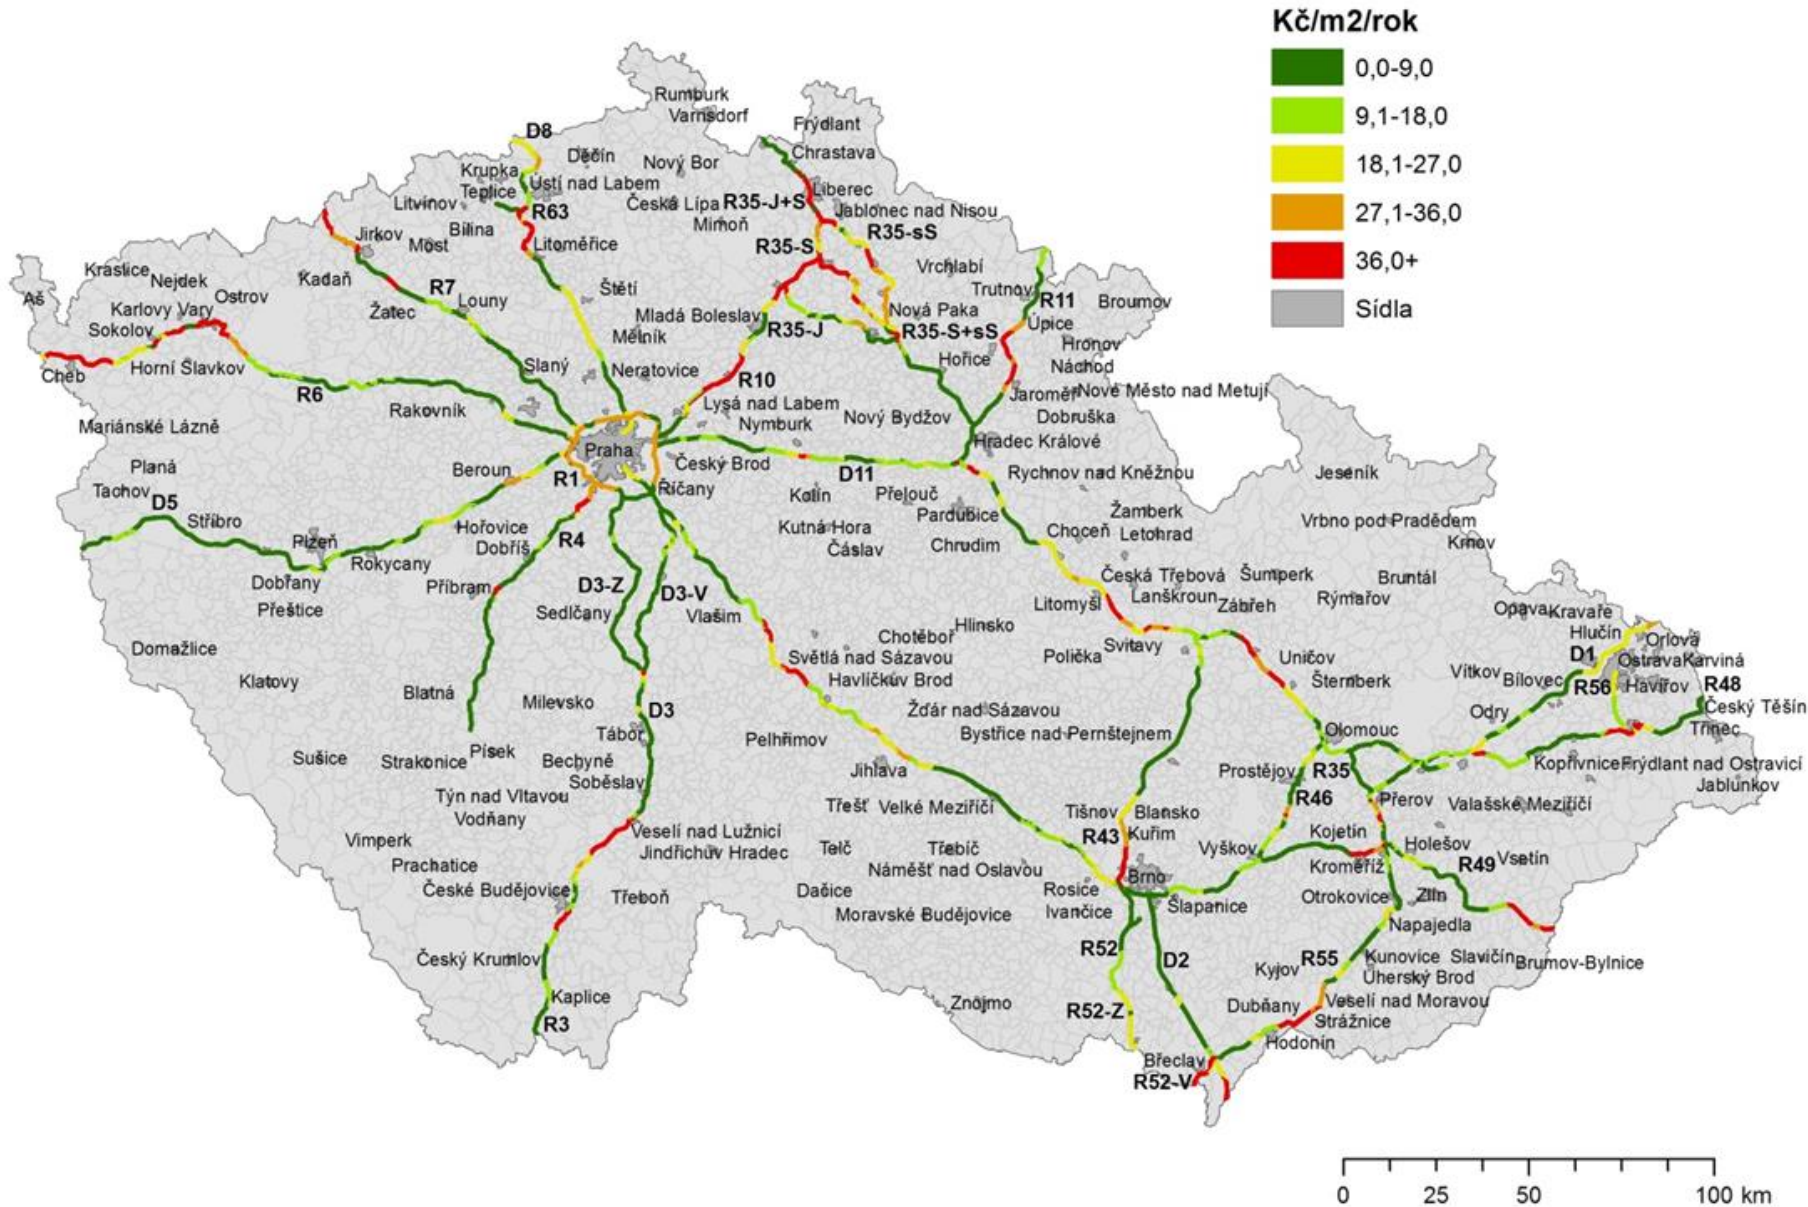 Kč/m2/rok
0,0-9,0
9,1-18,0
18,1-27,0
27,1-36,0
36,0+
Sídla
Rumburk
Varnsdorf
Frýdlant
D8
Děčín
Nový Bor
Chrastava
Krupka
Teplice
Ústí nad Labem
Liberec
Litvínov
R63
Česká Lípa
R35-J+S
Jablonec nad Nisou
Mimoň
Bílina
Jirkov
Most
Litoměřice
R35-S
R35-sS
Kraslice
Nejdek
Kadaň
R7
Štětí
Vrchlabí
Trutnov
R11
Broumov
Aš
Karlovy Vary
Ostrov
Louny
Žatec
Mladá Boleslav
R35-J
Nová Paka
R35-S+sS
Úpice
Sokolov
Mělník
Hronov
Cheb
Horní Slavkov
Slaný
Neratovice
Hořice
Náchod
R6
R10
Jaroměř
Nové Město nad Metují
Rakovník
Lysá nad Labem
Nymburk
Nový Bydžov
Dobruška
Mariánské Lázně
Praha
Hradec Králové
Planá
Beroun
R1
Český Brod
D11
Rychnov nad Kněžnou
Jeseník
Tachov
D5
Říčany
Kolín
Přelouč
Stříbro
Hořovice
Kutná Hora
Pardubice
Žamberk
Vrbno pod Pradědem
Plzeň
Dobříš
R4
Čáslav
Chrudim
Choceň
Letohrad
Krnov
Rokycany
Dobřany
Příbram
D3-Z
D3-V
Česká Třebová
Šumperk
Bruntál
Přeštice
Sedlčany
Vlašim
Litomyšl
Lanškroun
Zábřeh
Rýmařov
Opava
Kravaře
Hlinsko
Chotěboř
Hlučín
Orlová
Domažlice
Světlá nad Sázavou
Polička
Svitavy
Uničov
D1
Ostrava
Karviná
Klatovy
Havlíčkův Brod
Šternberk
Vítkov
Bílovec
R56
Havířov
R48
Blatná
Milevsko
D3
Žďár nad Sázavou
Odry
Český Těšín
Tábor
Pelhřimov
Bystřice nad Pernštejnem
Olomouc
Třinec
Sušice
Strakonice
Písek
Bechyně
Jihlava
Prostějov
R35
Kopřivnice
Frýdlant nad Ostravicí
Soběslav
Jablunkov
Týn nad Vltavou
Třešť
Velké Meziříčí
Tišnov
Blansko
R46
Přerov
Valašské Meziříčí
Vodňany
Veselí nad Lužnicí
R43
Kuřim
Kojetín
Vimperk
Jindřichův Hradec
Telč
Třebíč
Vyškov
Holešov
R49
Vsetín
Prachatice
Náměšť nad Oslavou
Kroměříž
České Budějovice
Třeboň
Dačice
Rosice
Brno
Otrokovice
Zlín
Moravské Budějovice
Ivančice
Šlapanice
Napajedla
Český Krumlov
R52
D2
Kyjov
R55
Kunovice
Slavičín
Brumov-Bylnice
Uherský Brod
Kaplice
Znojmo
R52-Z
Dubňany
Veselí nad Moravou
R3
Strážnice
Hodonín
Břeclav
R52-V
0 25 50 100 km